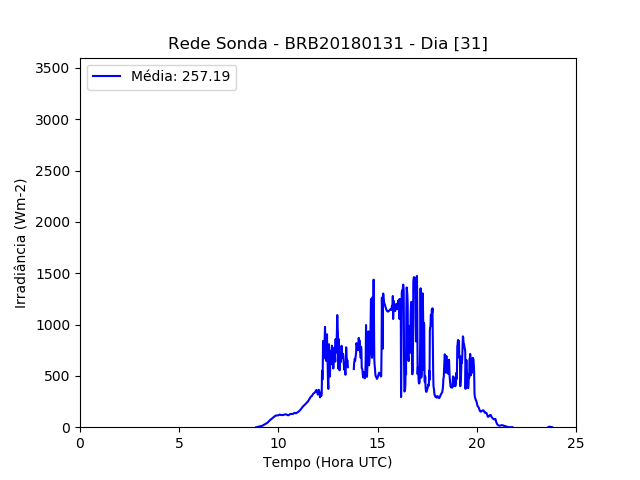 Rede Sonda - BRB20180131 - Dia [31]
Média: 257.19
3500
3000
2500
2000
1500
1000
500
0
Irradiância (Wm-2)
0 5 10 15 20 25
Tempo (Hora UTC)